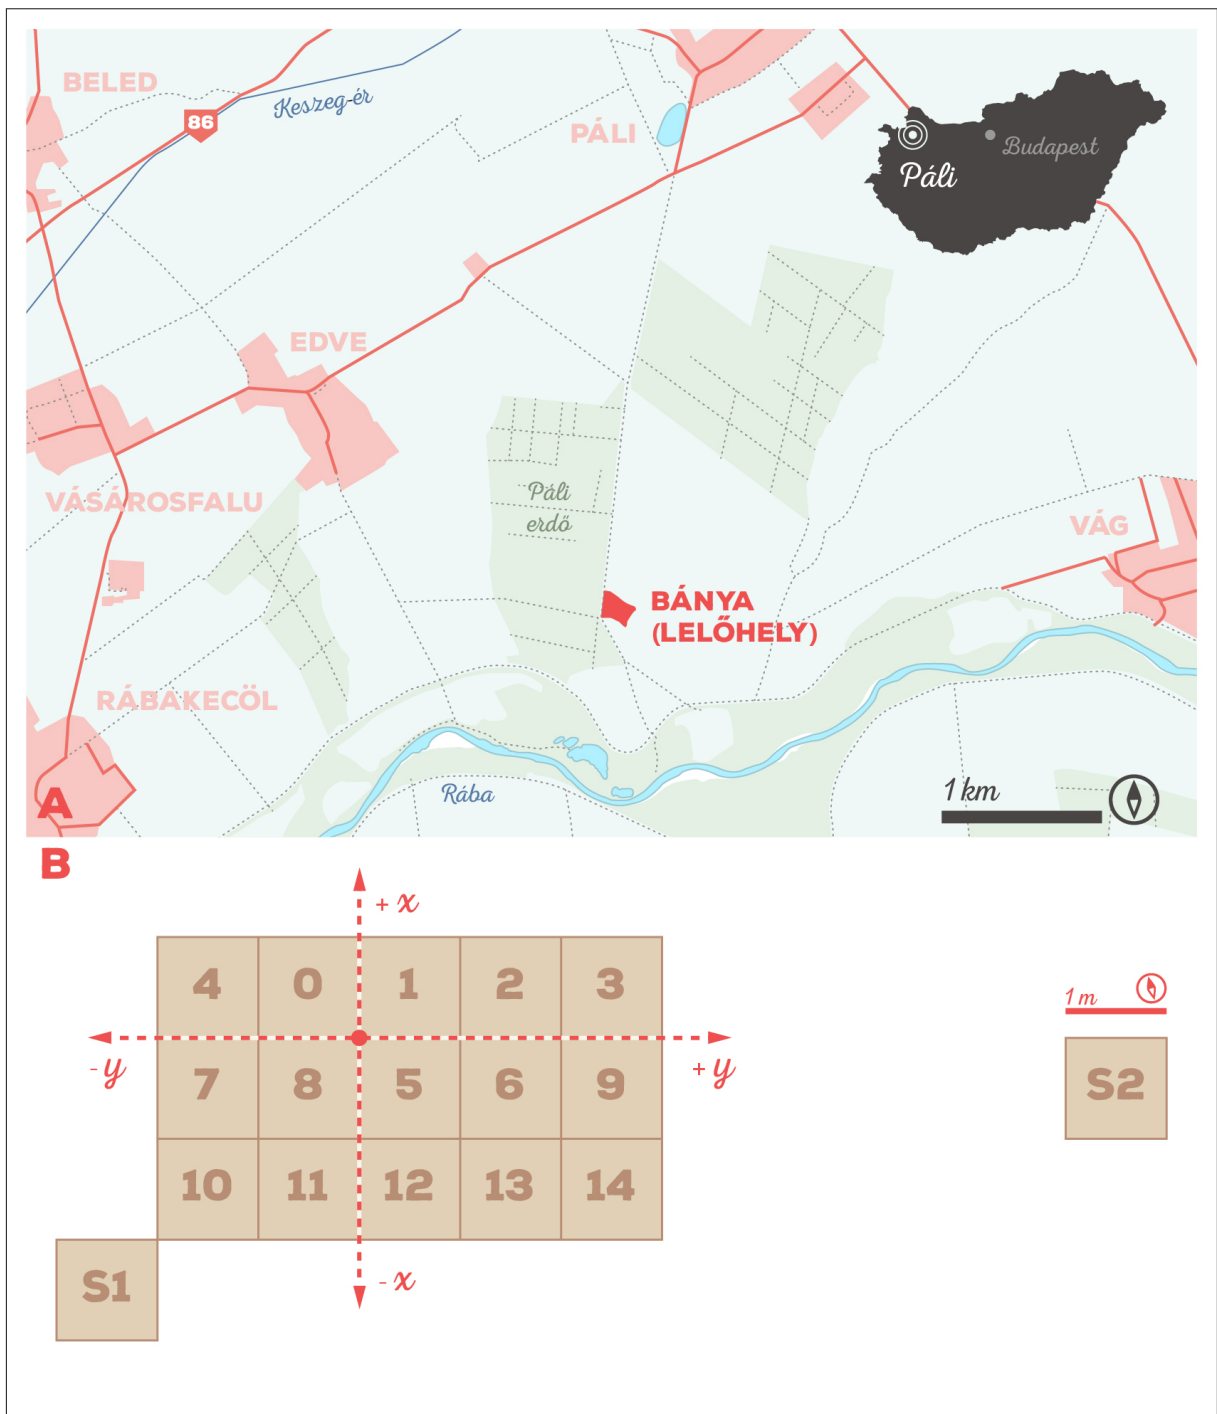 BELED
86
Keszeg-ér
PÁLI
Budapest
Páli
EDVE
VÁSÁROSFALU
Páli
erdő
VÁG
BÁNYA
(LELŐHELY)
RÁBAKECÖL
A
Rába
1 km
B
+ x
4 0 1 2 3
1 m
- y
+ y
7 8 5 6 9
S2
10 11 12 13 14
S1
- x